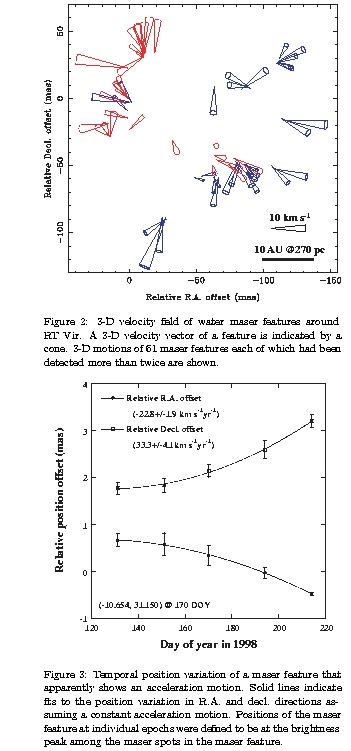 50
0
−50
−100
Relative Decl. offset (mas)
10 km s⁻¹
10 AU @270 pc
0
−50
−100
−150
Relative R.A. offset (mas)
Figure 2: 3-D velocity field of water maser features around
RT Vir. A 3-D velocity vector of a feature is indicated by a
cone. 3-D motions of 61 maser features each of which had been
detected more than twice are shown.
4
3
2
1
0
-1
Relative position offset (mas)
Relative R.A. offset
(-22.8+/-1.9 km s⁻¹yr⁻¹)
Relative Decl. offset
(33.3+/-4.1 km s⁻¹yr⁻¹)
(-10.654, 31.150) @ 170 DOY
120
140
160
180
200
220
Day of year in 1998
Figure 3: Temporal position variation of a maser feature that
apparently shows an acceleration motion. Solid lines indicate
fits to the position variation in R.A. and decl. directions as-
suming a constant acceleration motion. Positions of the maser
feature at individual epochs were defined to be at the brightness
peak among the maser spots in the maser feature.